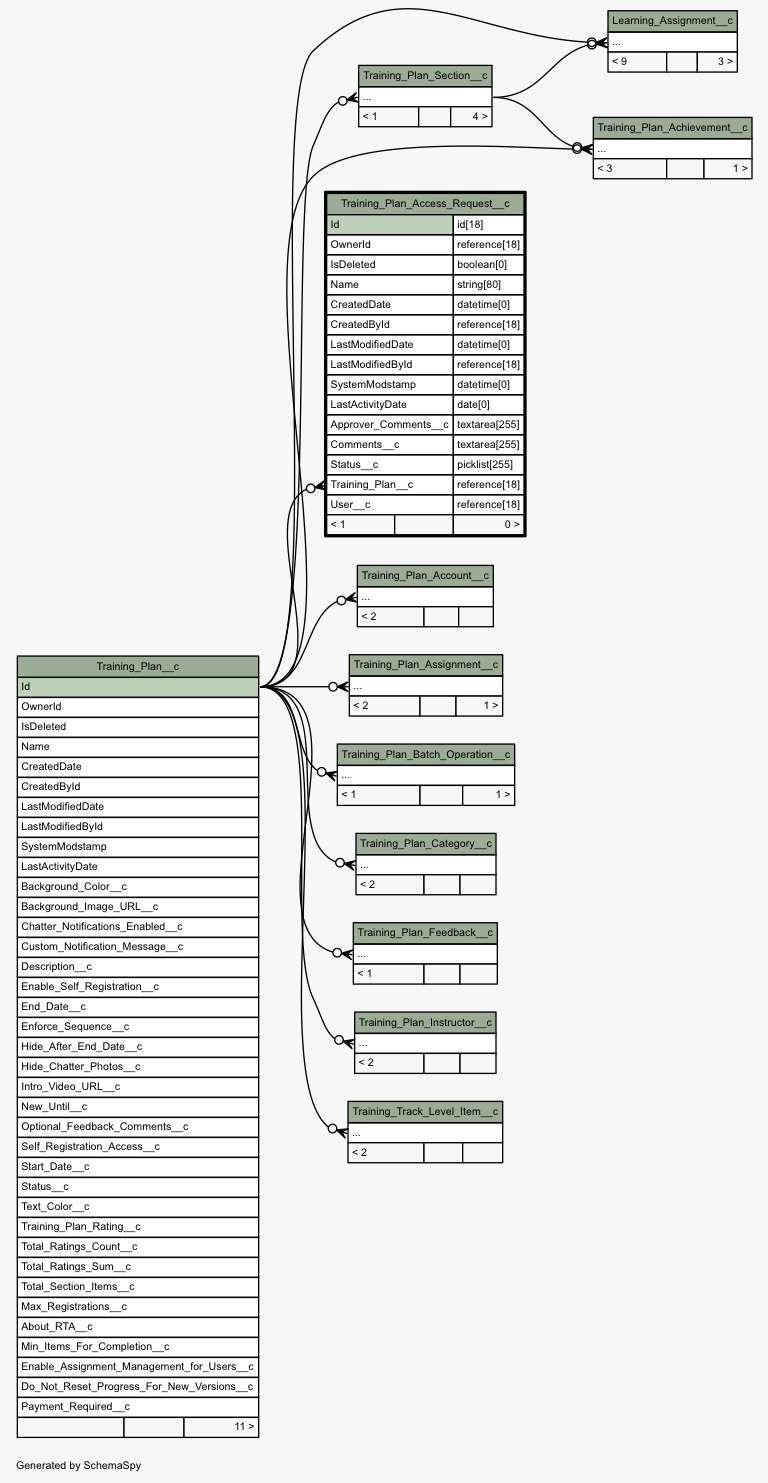 Learning_Assignment__c
...
< 9 3 >
Training_Plan_Section__c
...
< 1 4 >
Training_Plan_Achievement__c
...
< 3 1 >
Training_Plan_Access_Request__c
Id id[18]
OwnerId reference[18]
IsDeleted boolean[0]
Name string[80]
CreatedDate datetime[0]
CreatedById reference[18]
LastModifiedDate datetime[0]
LastModifiedById reference[18]
SystemModstamp datetime[0]
LastActivityDate date[0]
Approver_Comments__c textarea[255]
Comments__c textarea[255]
Status__c picklist[255]
Training_Plan__c reference[18]
User__c reference[18]
< 1 0 >
Training_Plan_Account__c
...
< 2
Training_Plan_Assignment__c
...
< 2 1 >
Training_Plan_Batch_Operation__c
...
< 1 1 >
Training_Plan_Category__c
...
< 2
Training_Plan_Feedback__c
...
< 1
Training_Plan_Instructor__c
...
< 2
Training_Track_Level_Item__c
...
< 2
Training_Plan__c
Id
OwnerId
IsDeleted
Name
CreatedDate
CreatedById
LastModifiedDate
LastModifiedById
SystemModstamp
LastActivityDate
Background_Color__c
Background_Image_URL__c
Chatter_Notifications_Enabled__c
Custom_Notification_Message__c
Description__c
Enable_Self_Registration__c
End_Date__c
Enforce_Sequence__c
Hide_After_End_Date__c
Hide_Chatter_Photos__c
Intro_Video_URL__c
New_Until__c
Optional_Feedback_Comments__c
Self_Registration_Access__c
Start_Date__c
Status__c
Text_Color__c
Training_Plan_Rating__c
Total_Ratings_Count__c
Total_Ratings_Sum__c
Total_Section_Items__c
Max_Registrations__c
About_RTA__c
Min_Items_For_Completion__c
Enable_Assignment_Management_for_Users__c
Do_Not_Reset_Progress_For_New_Versions__c
Payment_Required__c
11 >
Generated by SchemaSpy